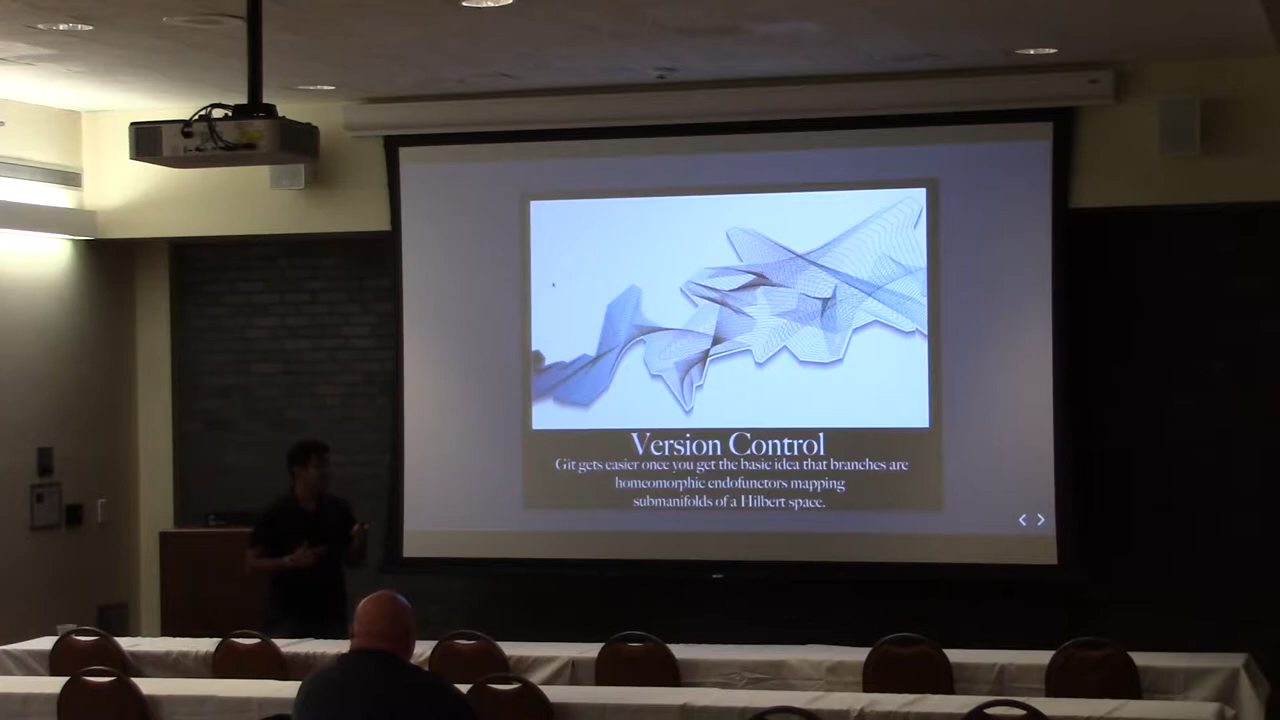 Version Control
Git gets easier once you get the basic idea that branches are
homeomorphic endofunctors mapping
submanifolds of a Hilbert space.